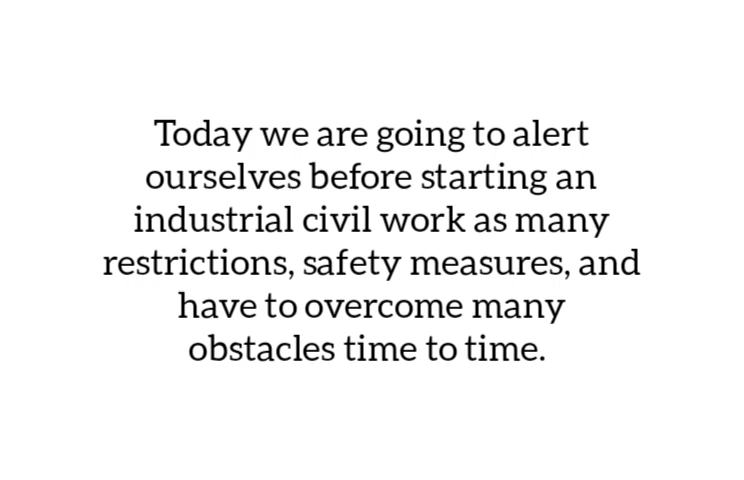 Today we are going to alert
ourselves before starting an
industrial civil work as many
restrictions, safety measures, and
have to overcome many
obstacles time to time.